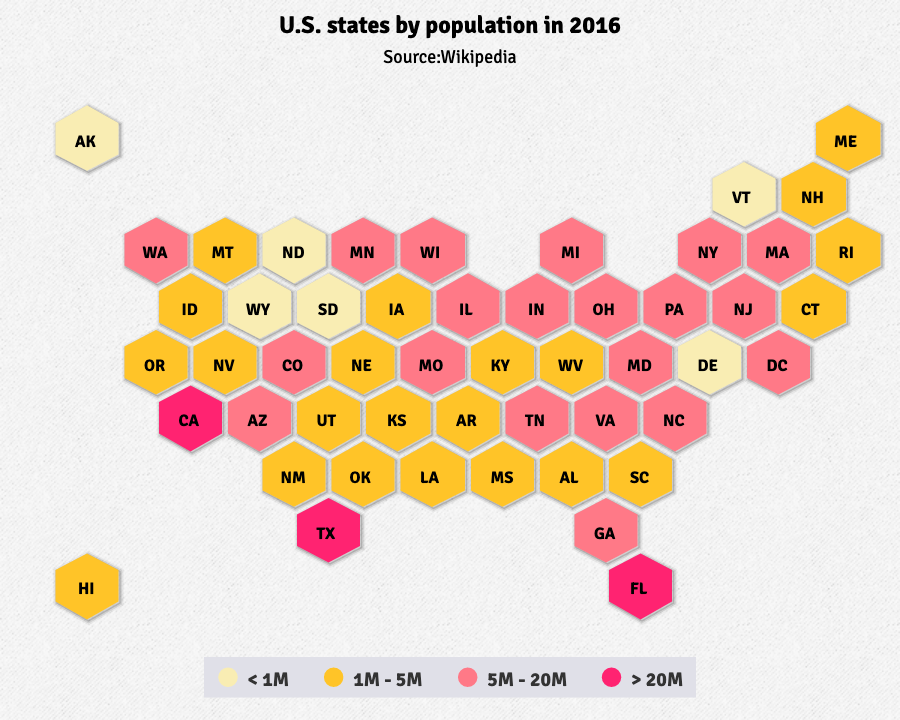 U.S. states by population in 2016
Source:Wikipedia
AK
ME
VT NH
WA MT ND MN WI MI NY MA RI
ID WY SD IA IL IN OH PA NJ CT
OR NV CO NE MO KY WV MD DE DC
CA AZ UT KS AR TN VA NC
NM OK LA MS AL SC
TX GA
HI FL
< 1M 1M - 5M 5M - 20M > 20M